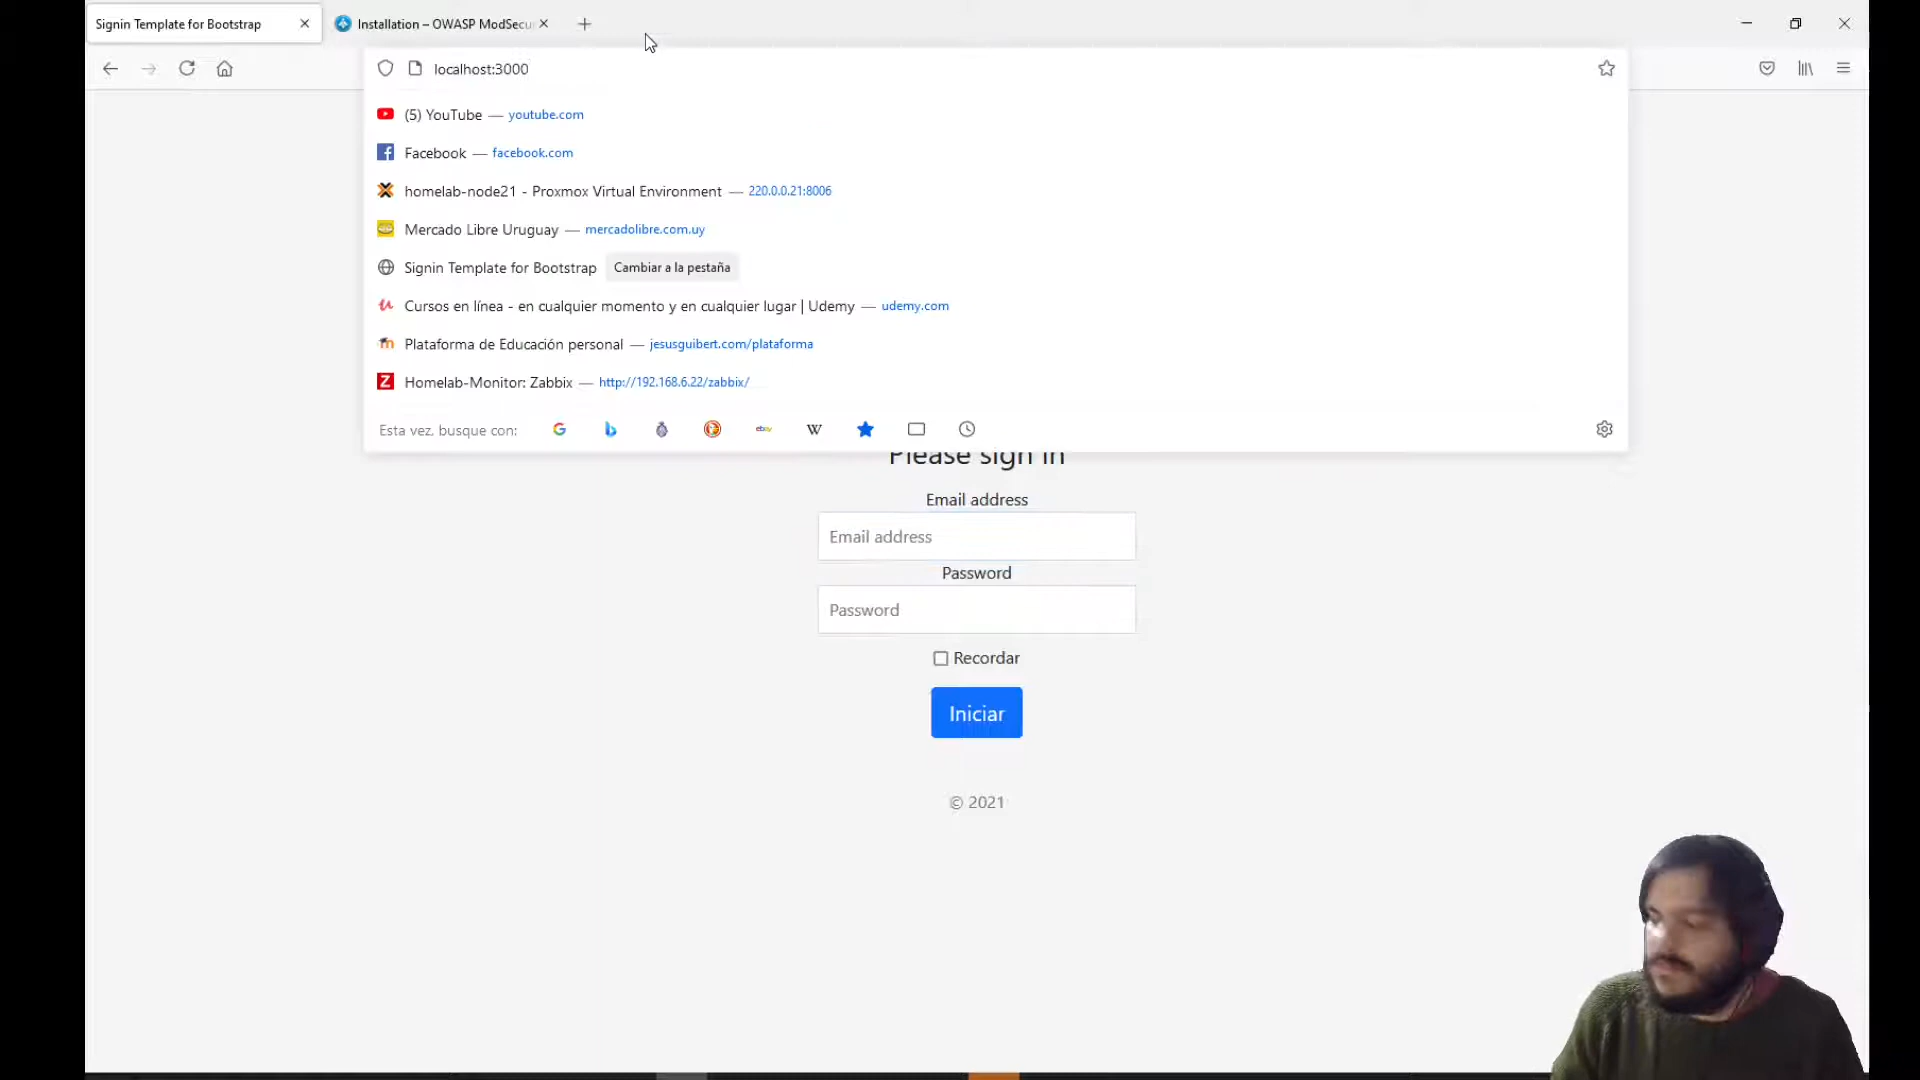 Signin Template for Bootstrap
Installation – OWASP ModSecu
localhost:3000
(5) YouTube — youtube.com
Facebook — facebook.com
homelab-node21 - Proxmox Virtual Environment — 220.0.0.21:8006
Mercado Libre Uruguay — mercadolibre.com.uy
Signin Template for Bootstrap Cambiar a la pestaña
Cursos en línea - en cualquier momento y en cualquier lugar | Udemy — udemy.com
Plataforma de Educación personal — jesusguibert.com/plataforma
Homelab-Monitor: Zabbix — http://192.168.6.22/zabbix/
Esta vez, busque con:
Please sign in
Email address
Email address
Password
Password
Recordar
Iniciar
© 2021